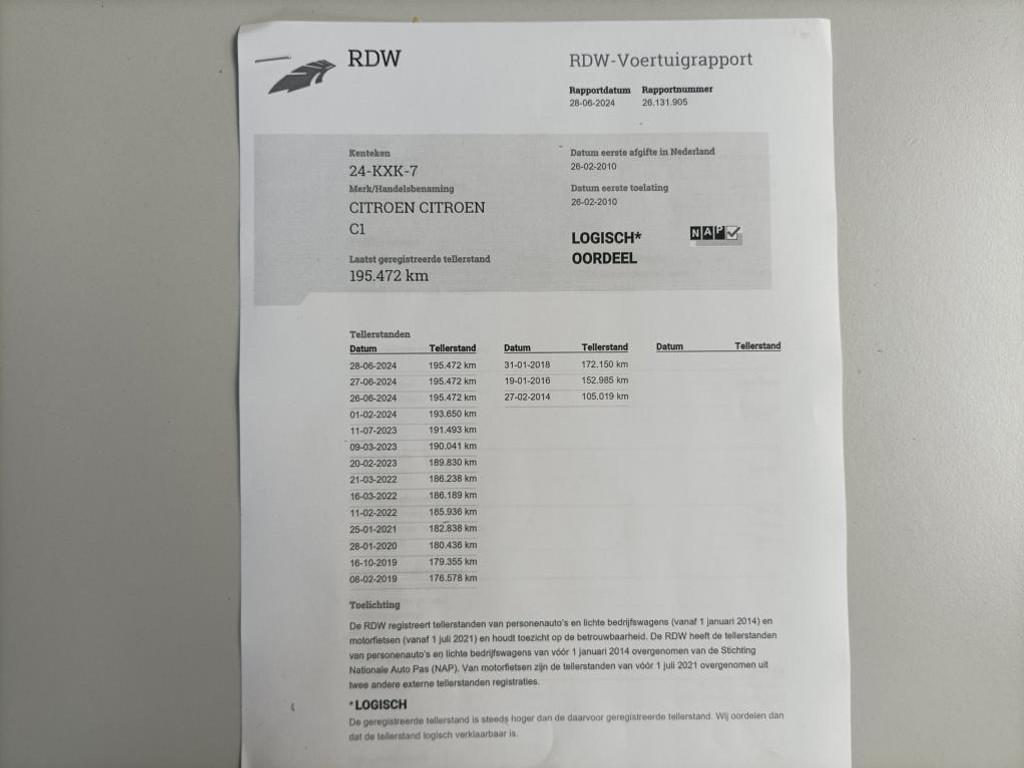 RDW
RDW-Voertuigrapport
Rapportdatum Rapportnummer
28-06-2024 26.131.905
Kenteken
24-KXK-7
Merk/Handelsbenaming
CITROEN CITROEN
C1
Laatst geregistreerde tellerstand
195.472 km
Datum eerste afgifte in Nederland
26-02-2010
Datum eerste toelating
26-02-2010
LOGISCH*
OORDEEL
NAP
Tellerstanden
Datum Tellerstand Datum Tellerstand Datum Tellerstand
28-06-2024 195.472 km 31-01-2018 172.150 km
27-06-2024 195.472 km 19-01-2016 152.985 km
26-06-2024 195.472 km 27-02-2014 105.019 km
01-02-2024 193.650 km
11-07-2023 191.493 km
09-03-2023 190.041 km
20-02-2023 189.830 km
21-03-2022 186.238 km
16-03-2022 186.189 km
11-02-2022 185.936 km
25-01-2021 182.838 km
28-01-2020 180.436 km
16-10-2019 179.355 km
08-02-2019 176.578 km
Toelichting
De RDW registreert tellerstanden van personenauto's en lichte bedrijfswagens (vanaf 1 januari 2014) en
motorfietsen (vanaf 1 juli 2021) en houdt toezicht op de betrouwbaarheid. De RDW heeft de tellerstanden
van personenauto's en lichte bedrijfswagens van vóór 1 januari 2014 overgenomen van de Stichting
Nationale Auto Pas (NAP). Van motorfietsen zijn de tellerstanden van vóór 1 juli 2021 overgenomen uit
twee andere externe tellerstanden registraties.
*LOGISCH
De geregistreerde tellerstand is steeds hoger dan de daarvoor geregistreerde tellerstand. Wij oordelen dan
dat de tellerstand logisch verklaarbaar is.